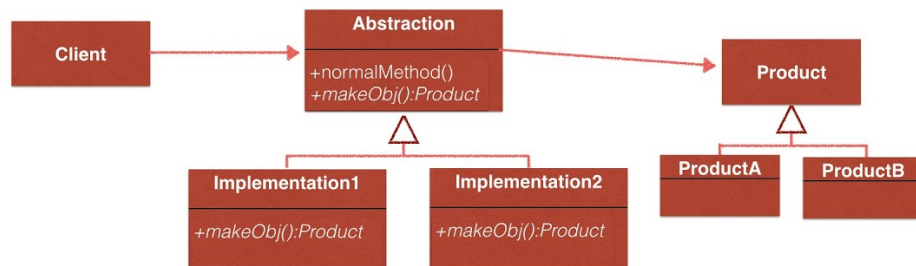 Client
Abstraction
+normalMethod()
+makeObj():Product
Product
Implementation1
+makeObj():Product
Implementation2
+makeObj():Product
ProductA
ProductB